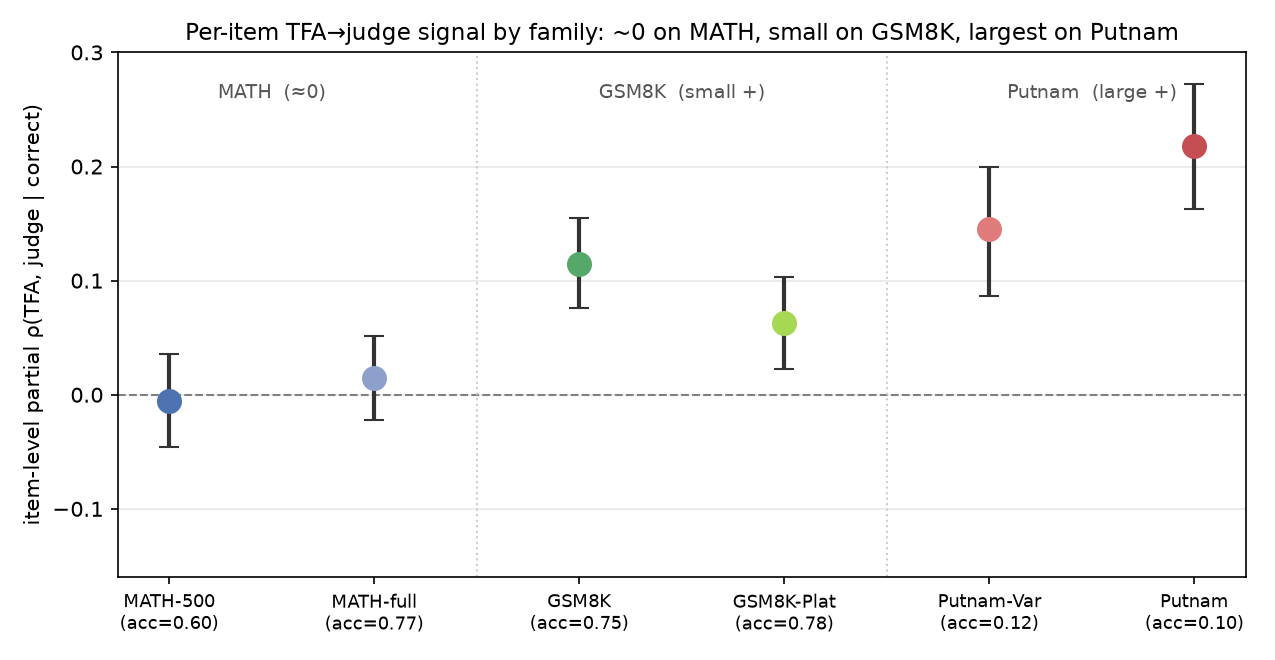 Per-item TFA→judge signal by family: ~0 on MATH, small on GSM8K, largest on Putnam
item-level partial ρ(TFA, judge | correct)
0.3
0.2
0.1
0.0
−0.1
MATH (≈0)
GSM8K (small +)
Putnam (large +)
MATH-500
(acc=0.60)
MATH-full
(acc=0.77)
GSM8K
(acc=0.75)
GSM8K-Plat
(acc=0.78)
Putnam-Var
(acc=0.12)
Putnam
(acc=0.10)